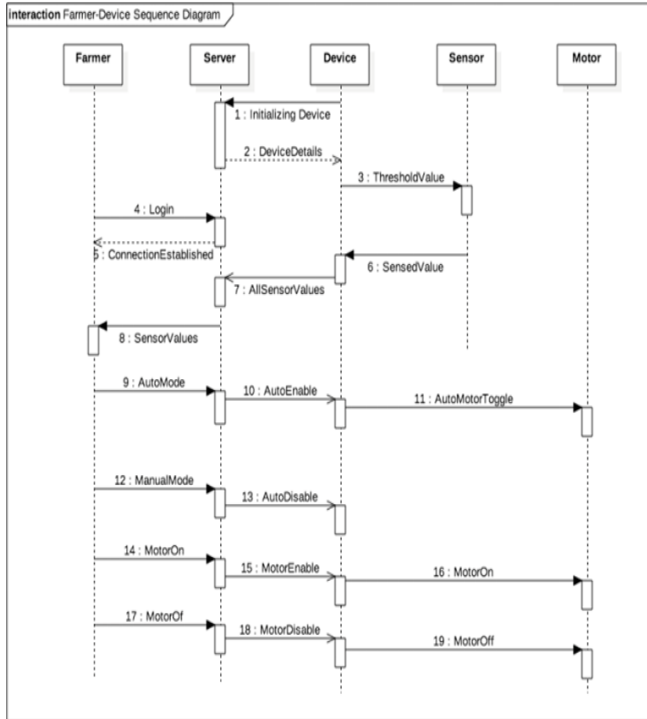 interaction Farmer-Device Sequence Diagram
Farmer
Server
Device
Sensor
Motor
1 : Initializing Device
2 : DeviceDetails
3 : ThresholdValue
4 : Login
5 : ConnectionEstablished
6 : SensedValue
7 : AllSensorValues
8 : SensorValues
9 : AutoMode
10 : AutoEnable
11 : AutoMotorToggle
12 : ManualMode
13 : AutoDisable
14 : MotorOn
15 : MotorEnable
16 : MotorOn
17 : MotorOf
18 : MotorDisable
19 : MotorOff